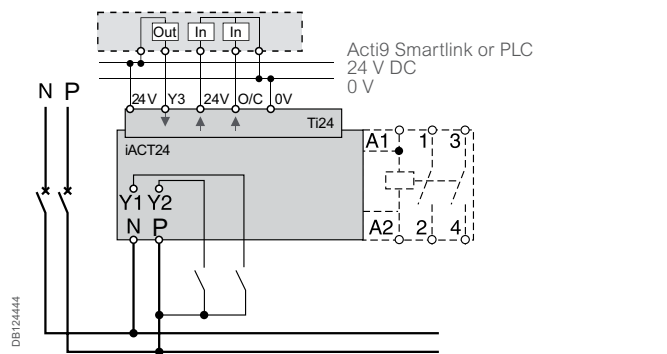 Out In In
Acti9 Smartlink or PLC
24 V DC
0 V
N P
24V Y3 24V O/C 0V
Ti24
iACT24
A1 1 3
Y1 Y2
N P
A2 2 4
DB124444